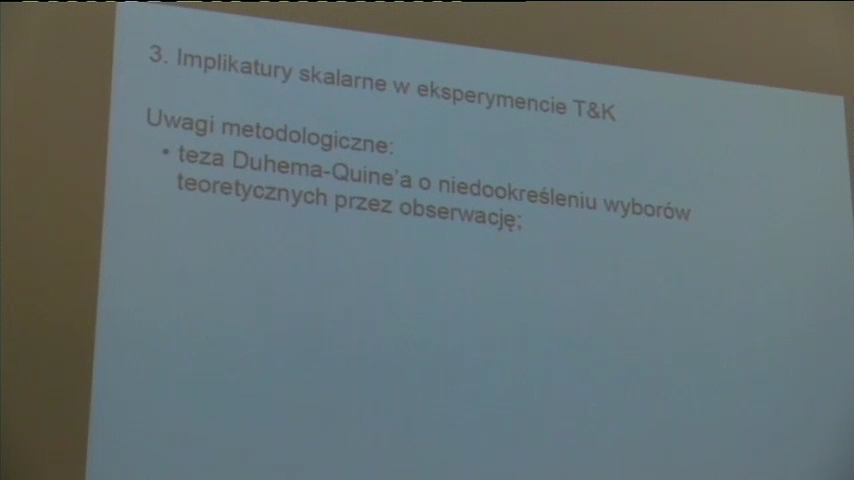 3. Implikatury skalarne w eksperymencie T&K
Uwagi metodologiczne:
• teza Duhema-Quine'a o niedookreśleniu wyborów
teoretycznych przez obserwację;